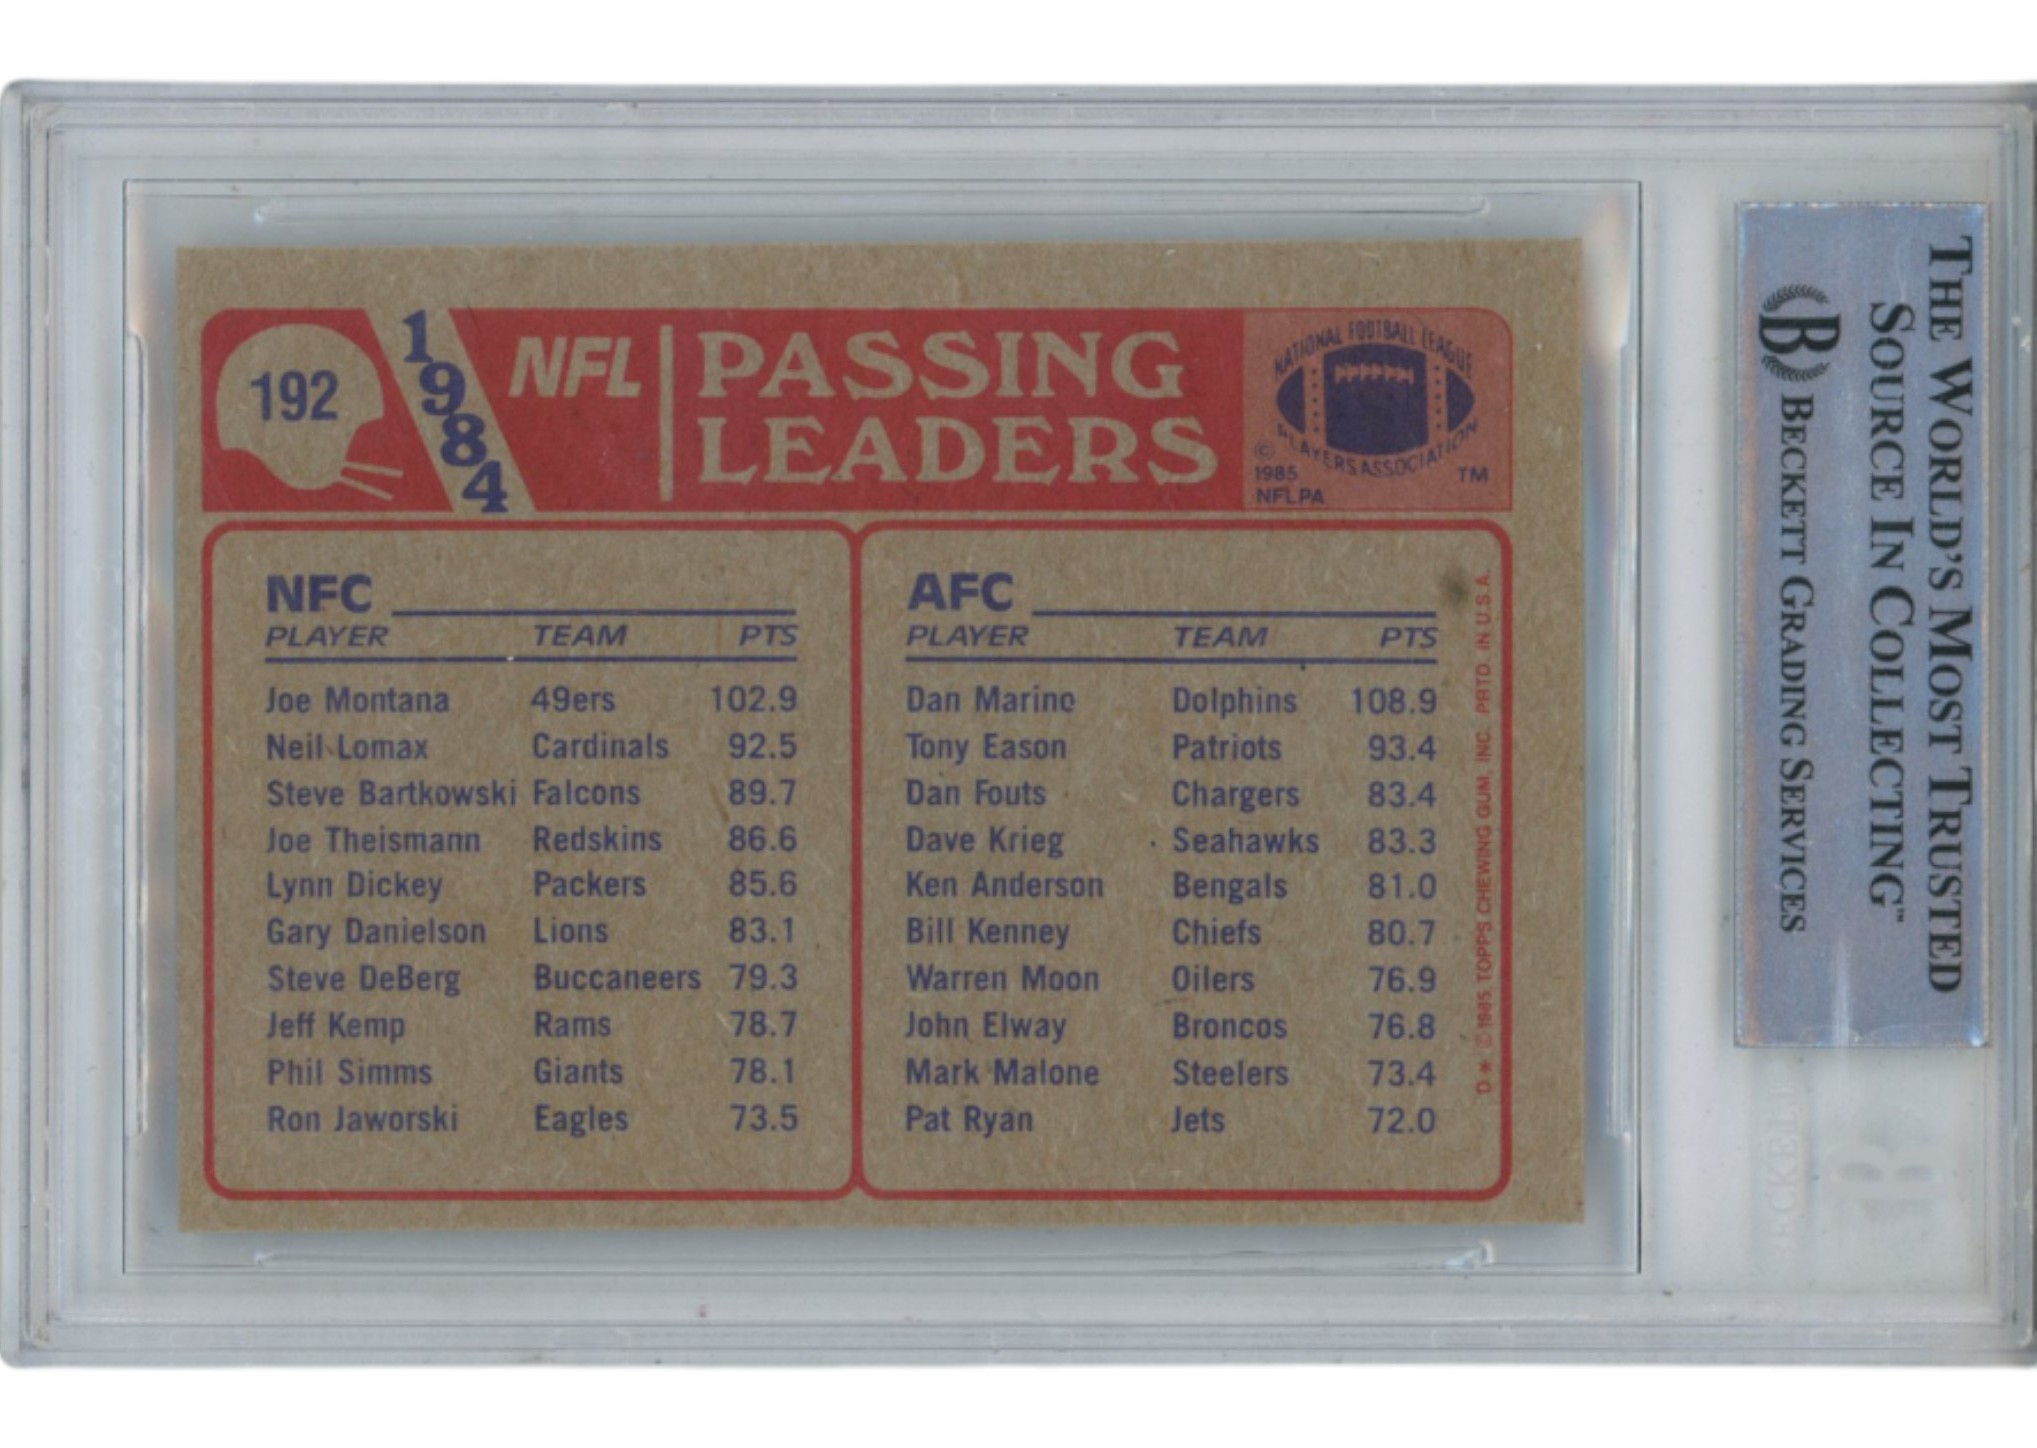 192
1984
NFL
PASSING
LEADERS
NATIONAL FOOTBALL LEAGUE
PLAYERS ASSOCIATION
© 1985 TM
NFLPA
NFC
PLAYER TEAM PTS
Joe Montana 49ers 102.9
Neil Lomax Cardinals 92.5
Steve Bartkowski Falcons 89.7
Joe Theismann Redskins 86.6
Lynn Dickey Packers 85.6
Gary Danielson Lions 83.1
Steve DeBerg Buccaneers 79.3
Jeff Kemp Rams 78.7
Phil Simms Giants 78.1
Ron Jaworski Eagles 73.5
AFC
PLAYER TEAM PTS
Dan Marino Dolphins 108.9
Tony Eason Patriots 93.4
Dan Fouts Chargers 83.4
Dave Krieg Seahawks 83.3
Ken Anderson Bengals 81.0
Bill Kenney Chiefs 80.7
Warren Moon Oilers 76.9
John Elway Broncos 76.8
Mark Malone Steelers 73.4
Pat Ryan Jets 72.0
D* © 1985 TOPPS CHEWING GUM, INC. PRTD. IN U.S.A.
THE WORLD'S MOST TRUSTED
SOURCE IN COLLECTING™
B BECKETT GRADING SERVICES